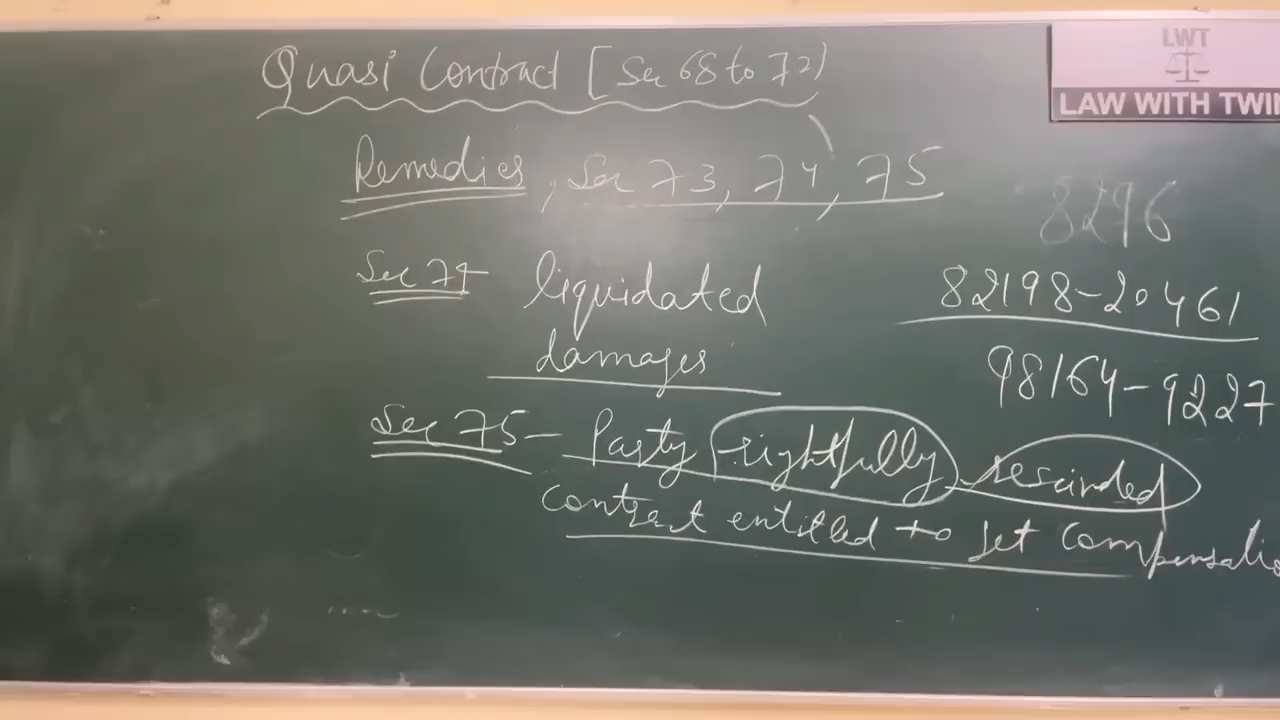 Quasi Contract [Sec 68 to 72)
LWT
LAW WITH TWIN
Remedies, Sec 73, 74, 75
8296
Sec 74 liquidated
damages
82198-20461
98164-9227
Sec 75 - Party rightfully rescinded
contract entitled to get compensatio